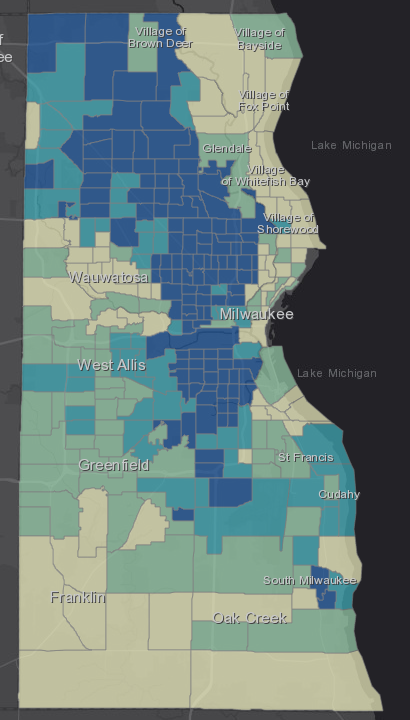 Village of
Brown Deer
Village of
Bayside
f
ee
Village of
Fox Point
Lake Michigan
Glendale
Village
of Whitefish Bay
Village of
Shorewood
Wauwatosa
Milwaukee
West Allis
Lake Michigan
Greenfield
St Francis
Cudahy
South Milwaukee
Franklin
Oak Creek